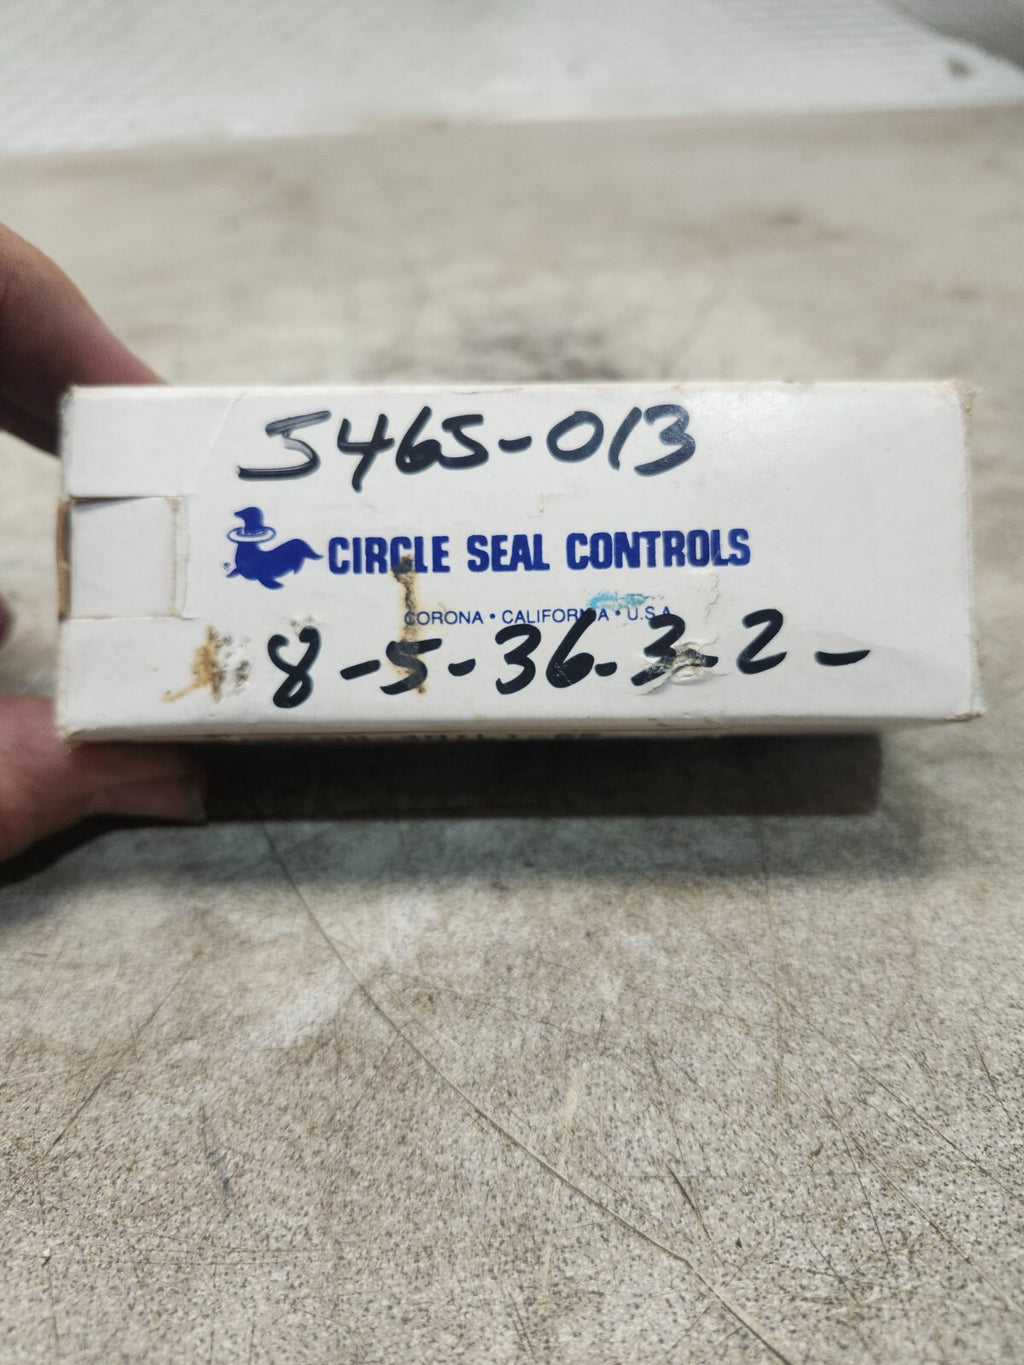 5465-013
CIRCLE SEAL CONTROLS
CORONA • CALIFORNIA • U.S.A.
8-5-36-3-2-